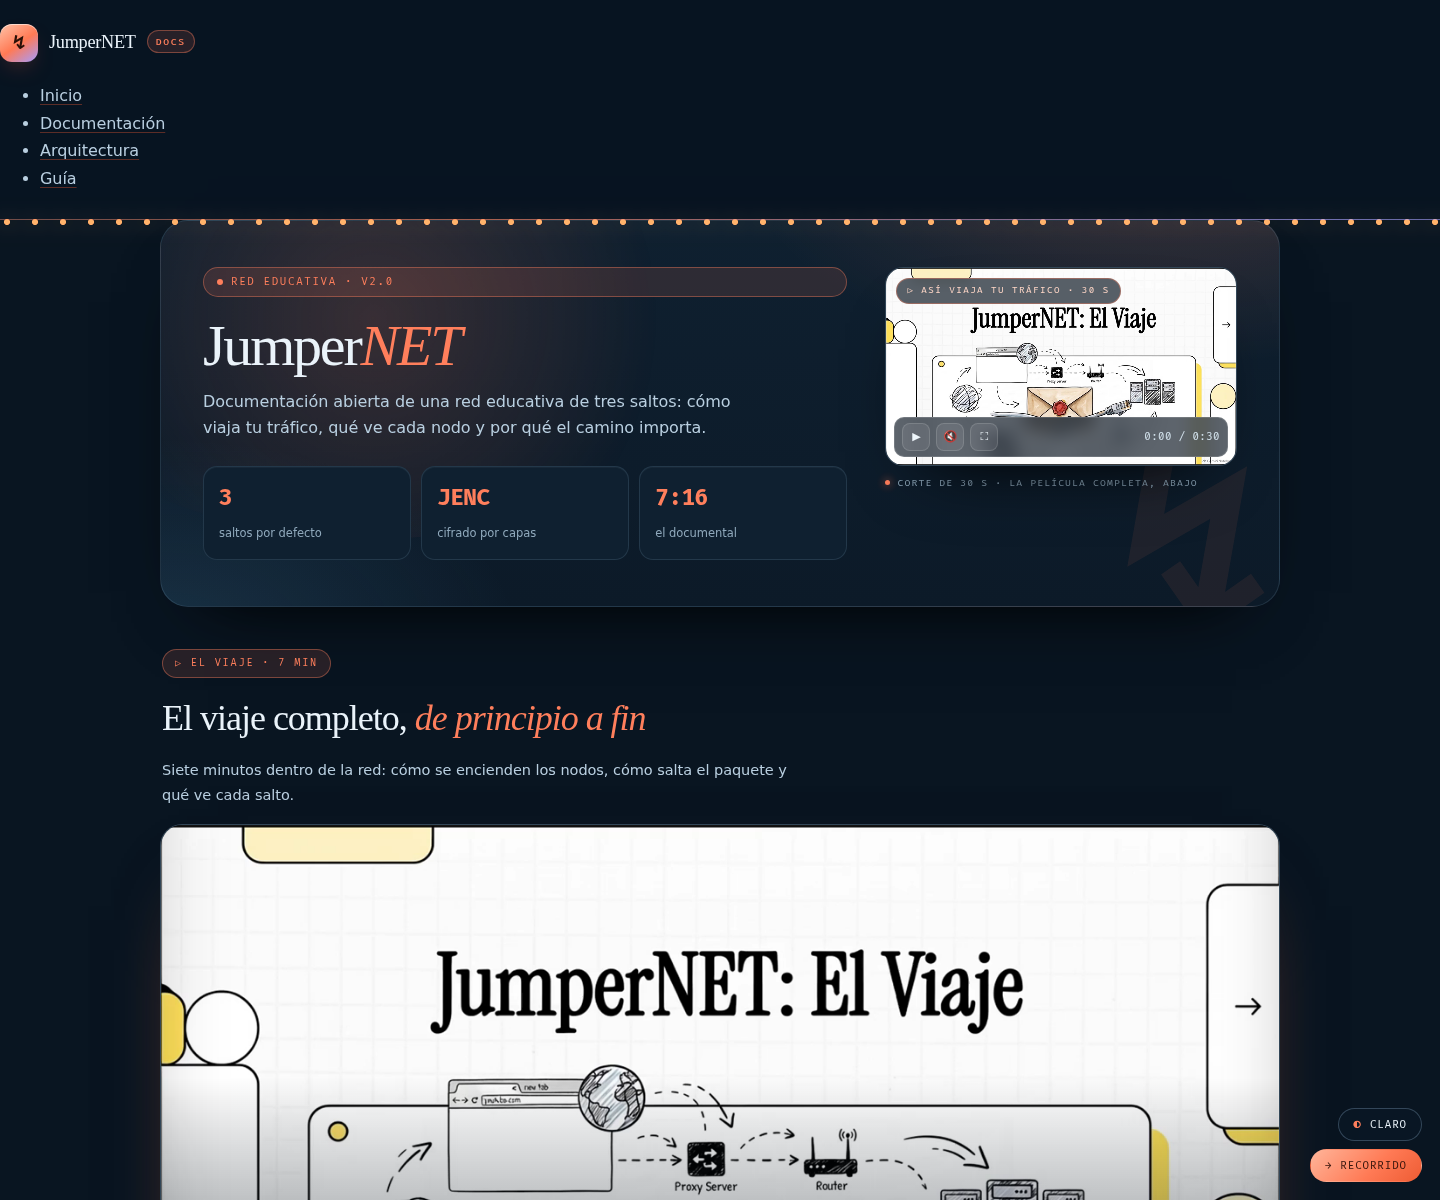 JumperNET DOCS
Inicio
Documentación
Arquitectura
Guía
RED EDUCATIVA · V2.0
JumperNET
Documentación abierta de una red educativa de tres saltos: cómo
viaja tu tráfico, qué ve cada nodo y por qué el camino importa.
3
saltos por defecto
JENC
cifrado por capas
7:16
el documental
▷ ASÍ VIAJA TU TRÁFICO · 30 S
JumperNET: El Viaje
Proxy Server
Router
0:00 / 0:30
CORTE DE 30 S · LA PELÍCULA COMPLETA, ABAJO
▷ EL VIAJE · 7 MIN
El viaje completo, de principio a fin
Siete minutos dentro de la red: cómo se encienden los nodos, cómo salta el paquete y
qué ve cada salto.
JumperNET: El Viaje
new tab
Proxy Server
Router
◐ CLARO
→ RECORRIDO